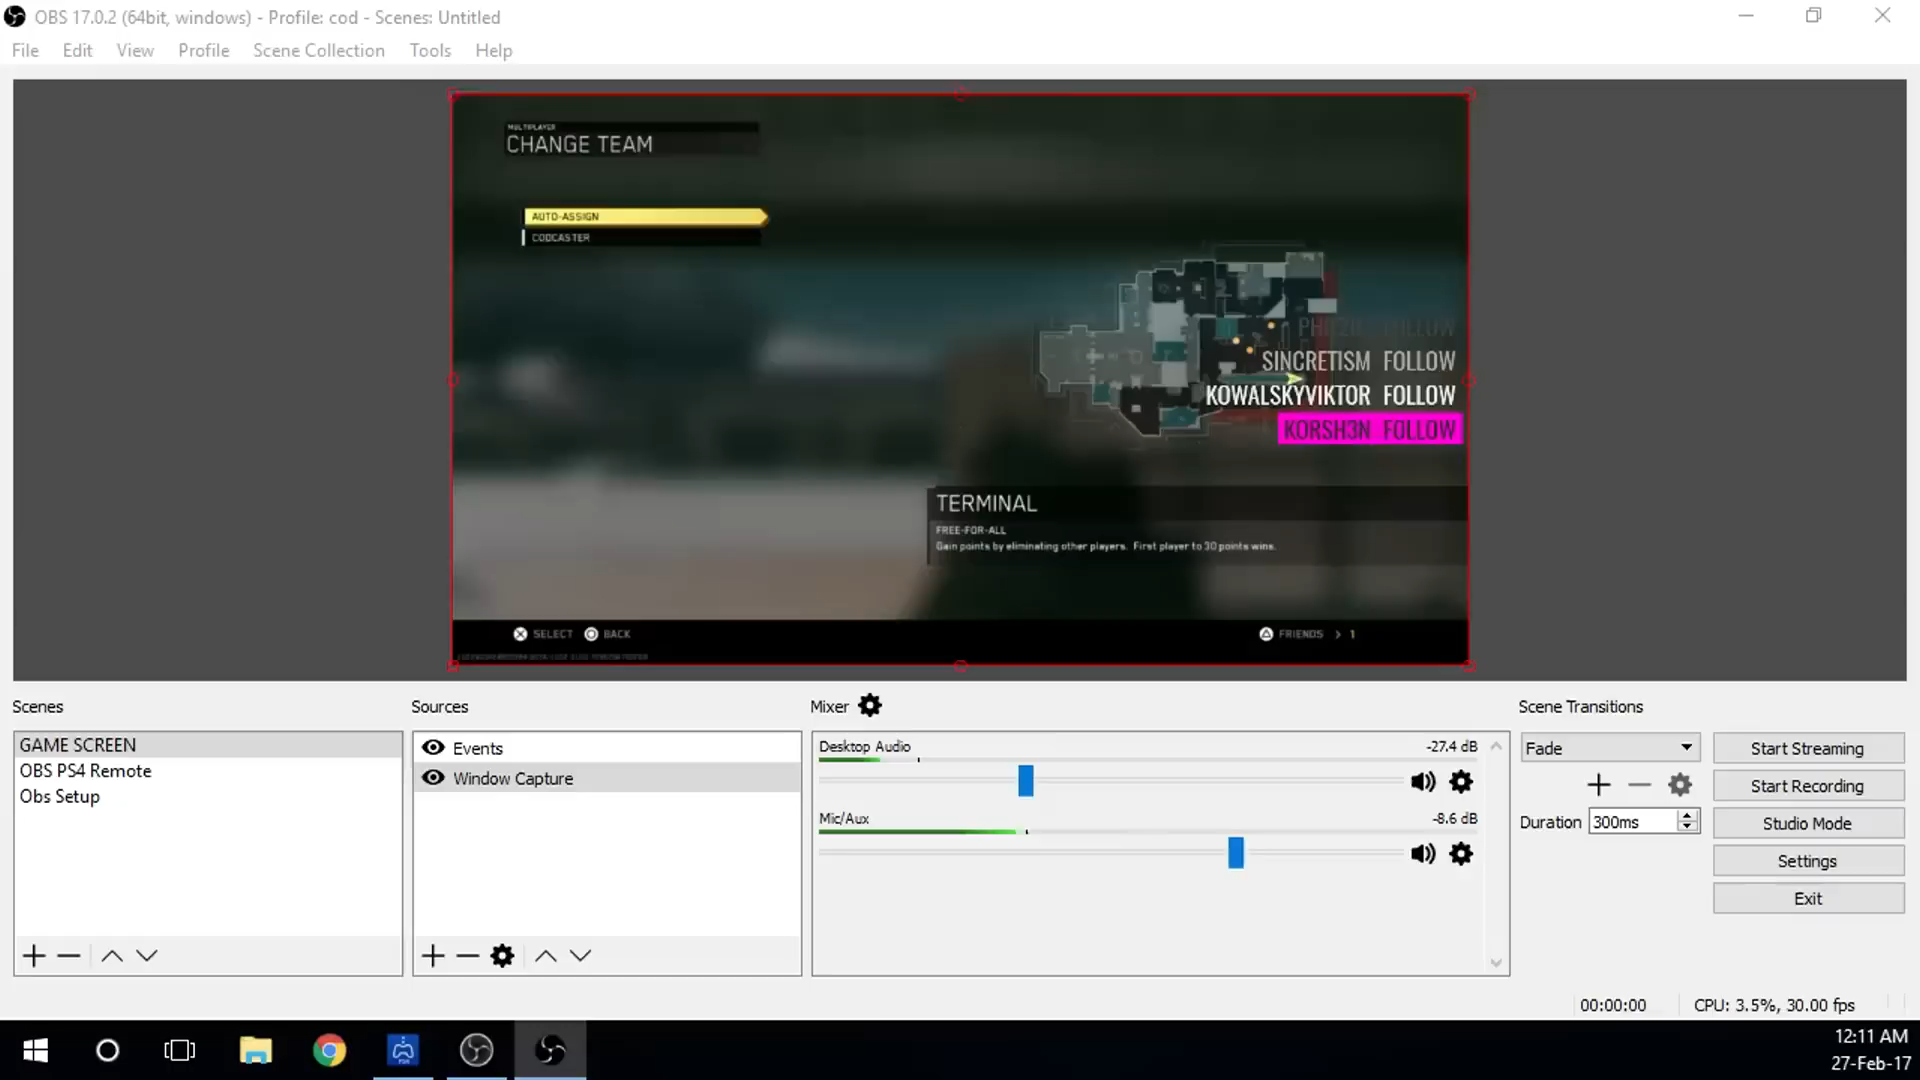 OBS 17.0.2 (64bit, windows) - Profile: cod - Scenes: Untitled
File Edit View Profile Scene Collection Tools Help
MULTIPLAYER
CHANGE TEAM
AUTO-ASSIGN
CODCASTER
FOLLOW
SINCRETISM FOLLOW
KOWALSKYVIKTOR FOLLOW
KORSH3N FOLLOW
TERMINAL
FREE-FOR-ALL
Gain points by eliminating other players. First player to 30 points wins.
SELECT BACK
FRIENDS > 1
Scenes
GAME SCREEN
OBS PS4 Remote
Obs Setup
Sources
Events
Window Capture
Mixer
Desktop Audio -27.4 dB
Mic/Aux -8.6 dB
Scene Transitions
Fade
Duration 300ms
Start Streaming
Start Recording
Studio Mode
Settings
Exit
00:00:00 CPU: 3.5%, 30.00 fps
12:11 AM
27-Feb-17